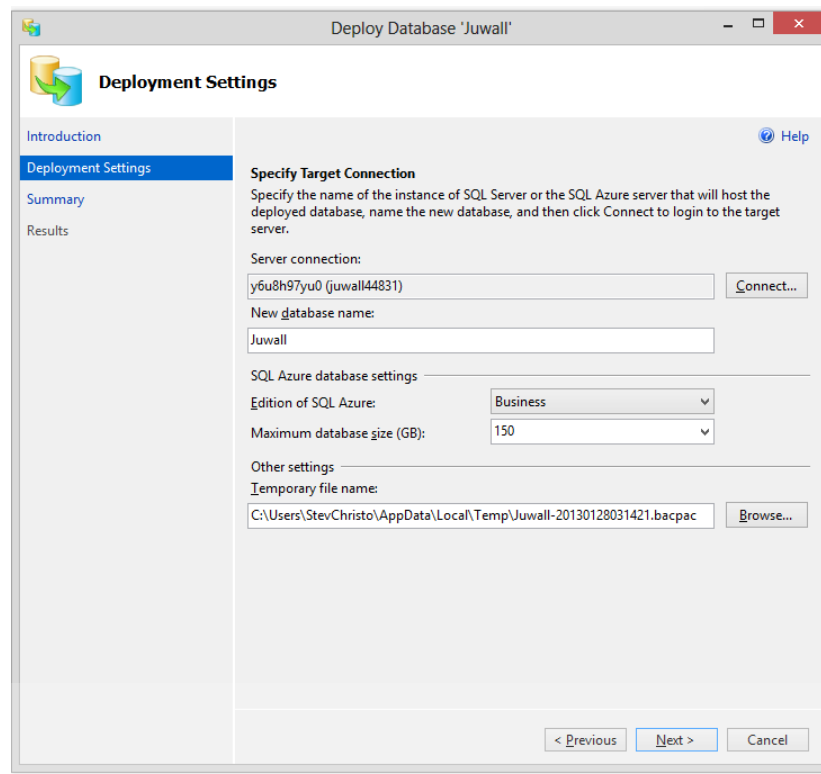 Deploy Database 'Juwall'
Deployment Settings
Introduction
Deployment Settings
Summary
Results
Help
Specify Target Connection
Specify the name of the instance of SQL Server or the SQL Azure server that will host the
deployed database, name the new database, and then click Connect to login to the target
server.
Server connection:
y6u8h97yu0 (juwall44831)
Connect...
New database name:
Juwall
SQL Azure database settings
Edition of SQL Azure:
Business
Maximum database size (GB):
150
Other settings
Temporary file name:
C:\Users\StevChristo\AppData\Local\Temp\Juwall-20130128031421.bacpac
Browse...
< Previous
Next >
Cancel